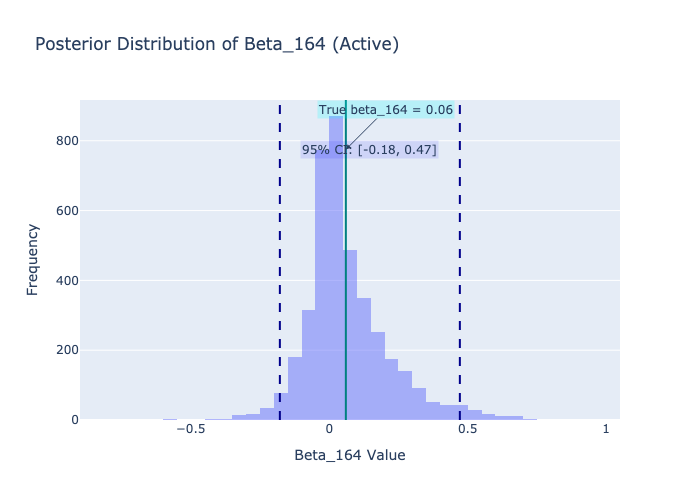 Posterior Distribution of Beta_164 (Active)
True beta_164 = 0.06
95% CI: [-0.18, 0.47]
800
600
400
200
0
Frequency
−0.5
0
0.5
1
Beta_164 Value